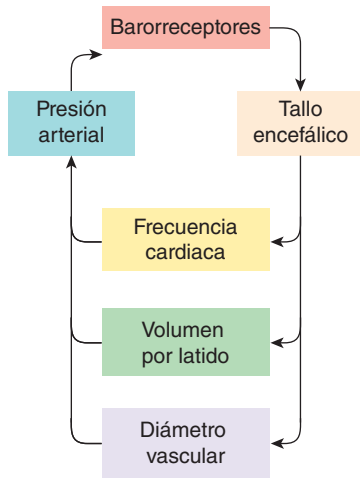 Barorreceptores
Presión
arterial
Tallo
encefálico
Frecuencia
cardiaca
Volumen
por latido
Diámetro
vascular